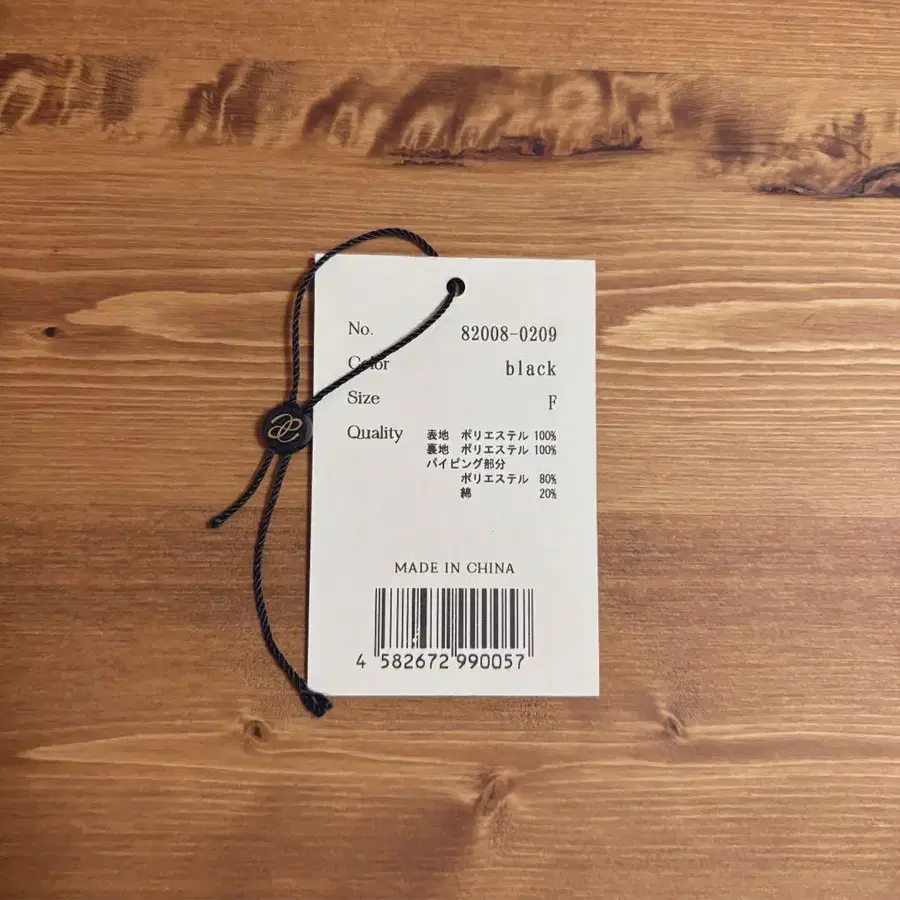 No. 82008-0209
Color black
Size F
Quality 表地 ポリエステル 100%
裏地 ポリエステル 100%
パイピング部分
ポリエステル 80%
綿 20%
MADE IN CHINA
4 582672 990057